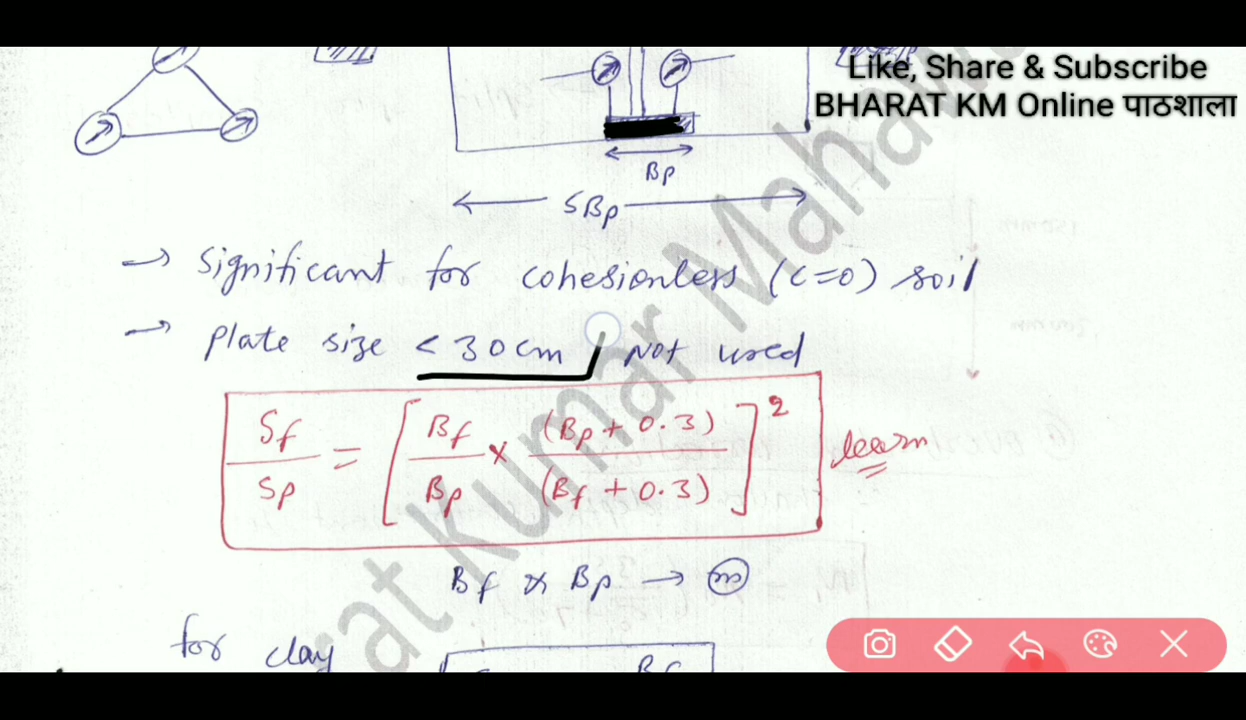 Like, Share & Subscribe
BHARAT KM Online पाठशाला
Bp
5Bp
→ Significant for cohesionless (C=0) soil
→ Plate size < 30cm, Not used
Sf/Sp = [Bf/Bp × (Bp + 0.3)/(Bf + 0.3)]² learn
Bf & Bp → m
for clay
Kumar